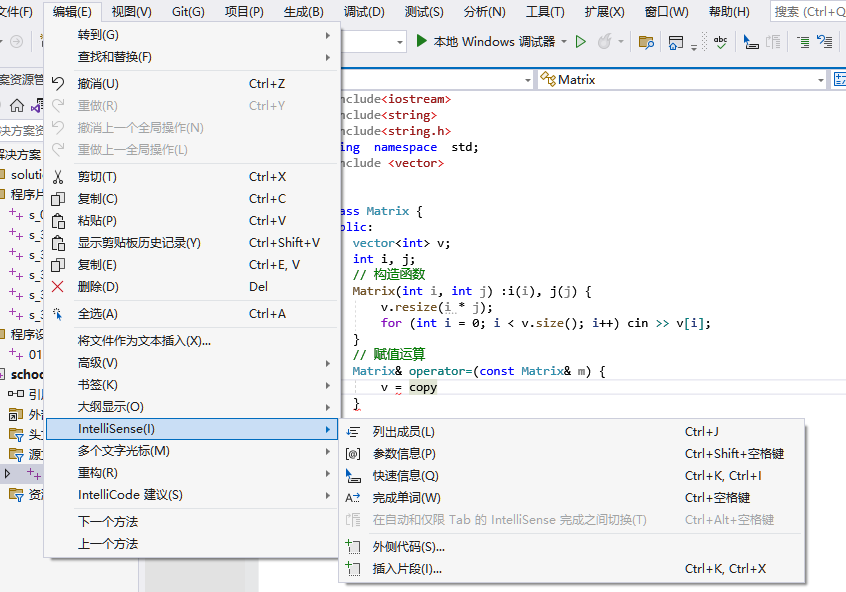 文件(F) 编辑(E) 视图(V) Git(G) 项目(P) 生成(B) 调试(D) 测试(S) 分析(N) 工具(T) 扩展(X) 窗口(W) 帮助(H) 搜索 (Ctrl+Q
转到(G)
查找和替换(F)
撤消(U) Ctrl+Z
重做(R) Ctrl+Y
撤消上一个全局操作(N)
重做上一个全局操作(L)
剪切(T) Ctrl+X
复制(C) Ctrl+C
粘贴(P) Ctrl+V
显示剪贴板历史记录(Y) Ctrl+Shift+V
复制(E) Ctrl+E, V
删除(D) Del
全选(A) Ctrl+A
将文件作为文本插入(X)...
高级(V)
书签(K)
大纲显示(O)
IntelliSense(I)
多个文字光标(M)
重构(R)
IntelliCode 建议(S)
下一个方法
上一个方法
本地 Windows 调试器
Matrix
nclude<iostream>
nclude<string>
nclude<string.h>
ing namespace std;
nclude <vector>
ass Matrix {
blic:
vector<int> v;
int i, j;
// 构造函数
Matrix(int i, int j) :i(i), j(j) {
v.resize(i * j);
for (int i = 0; i < v.size(); i++) cin >> v[i];
}
// 赋值运算
Matrix& operator=(const Matrix& m) {
v = copy
}
列出成员(L) Ctrl+J
参数信息(P) Ctrl+Shift+空格键
快速信息(Q) Ctrl+K, Ctrl+I
完成单词(W) Ctrl+空格键
在自动和仅限 Tab 的 IntelliSense 完成之间切换(T) Ctrl+Alt+空格键
外侧代码(S)...
插入片段(I)... Ctrl+K, Ctrl+X
案资源管
决方案资
解决方案
soluti
程序片
s_0
s_3
s_3
s_3
s_3
s_3
程序设
01
schoo
引用
外部
头文
源文
资源